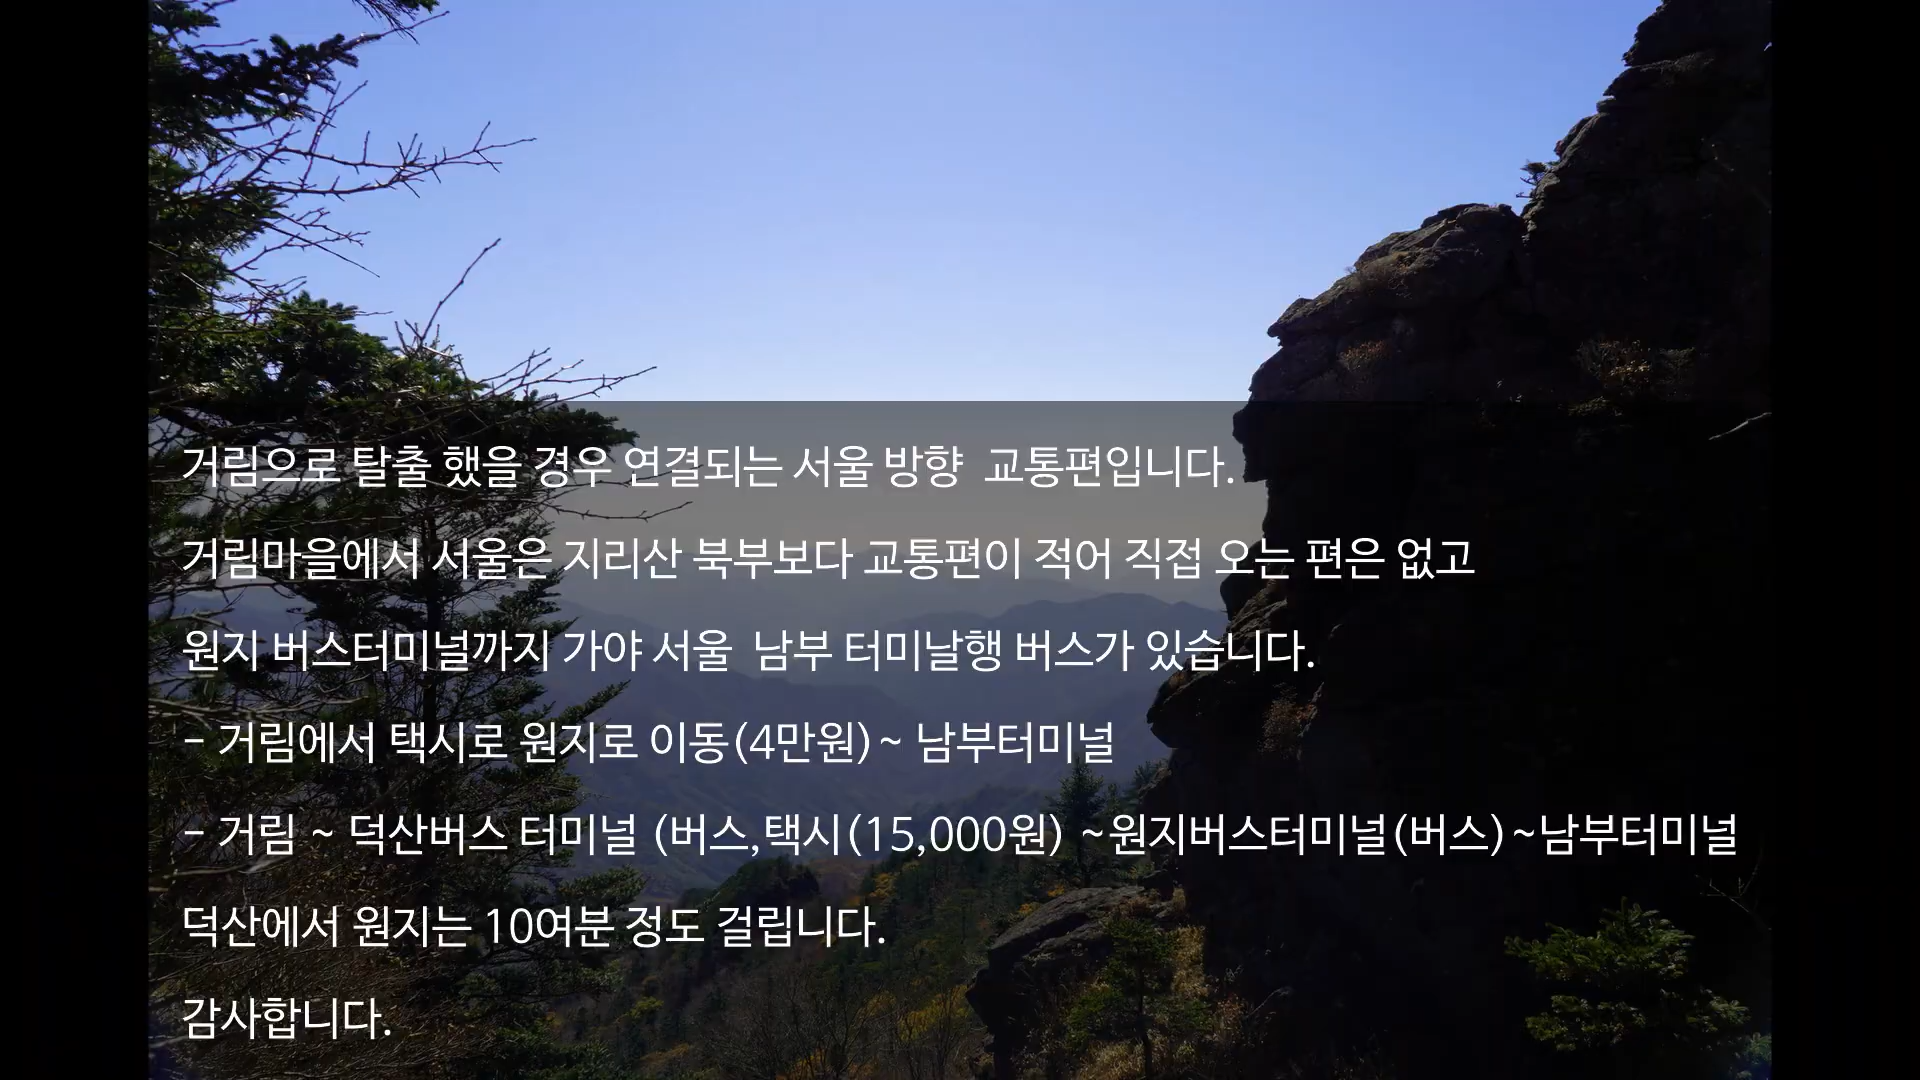 거림으로 탈출 했을 경우 연결되는 서울 방향  교통편입니다.
거림마을에서 서울은 지리산 북부보다 교통편이 적어 직접 오는 편은 없고
원지 버스터미널까지 가야 서울  남부 터미날행 버스가 있습니다.
- 거림에서 택시로 원지로 이동(4만원)~ 남부터미널
- 거림 ~ 덕산버스 터미널 (버스,택시(15,000원) ~원지버스터미널(버스)~남부터미널
덕산에서 원지는 10여분 정도 걸립니다.
감사합니다.